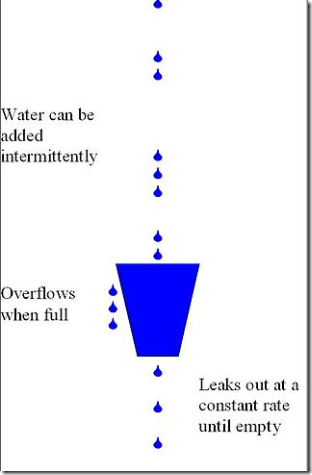 Water can be
added
intermittently
Overflows
when full
Leaks out at a
constant rate
until empty